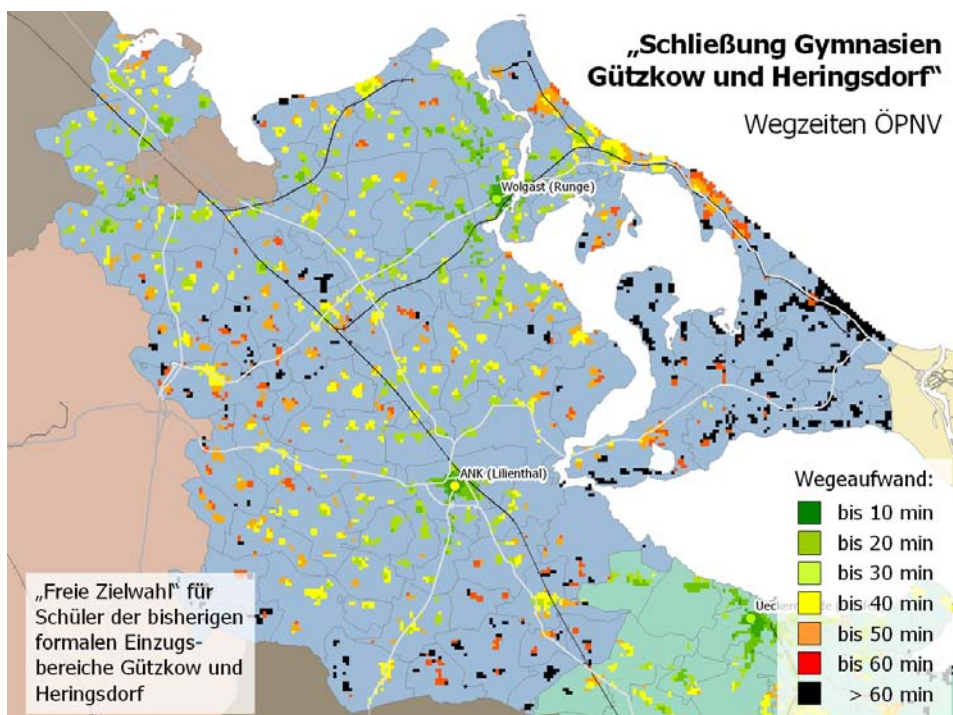 „Schließung Gymnasien
Gützkow und Heringsdorf“
Wegzeiten ÖPNV
Wolgast (Runge)
ANK (Lilienthal)
Wegeaufwand:
bis 10 min
bis 20 min
bis 30 min
bis 40 min
bis 50 min
bis 60 min
> 60 min
„Freie Zielwahl“ für
Schüler der bisherigen
formalen Einzugs-
bereiche Gützkow und
Heringsdorf